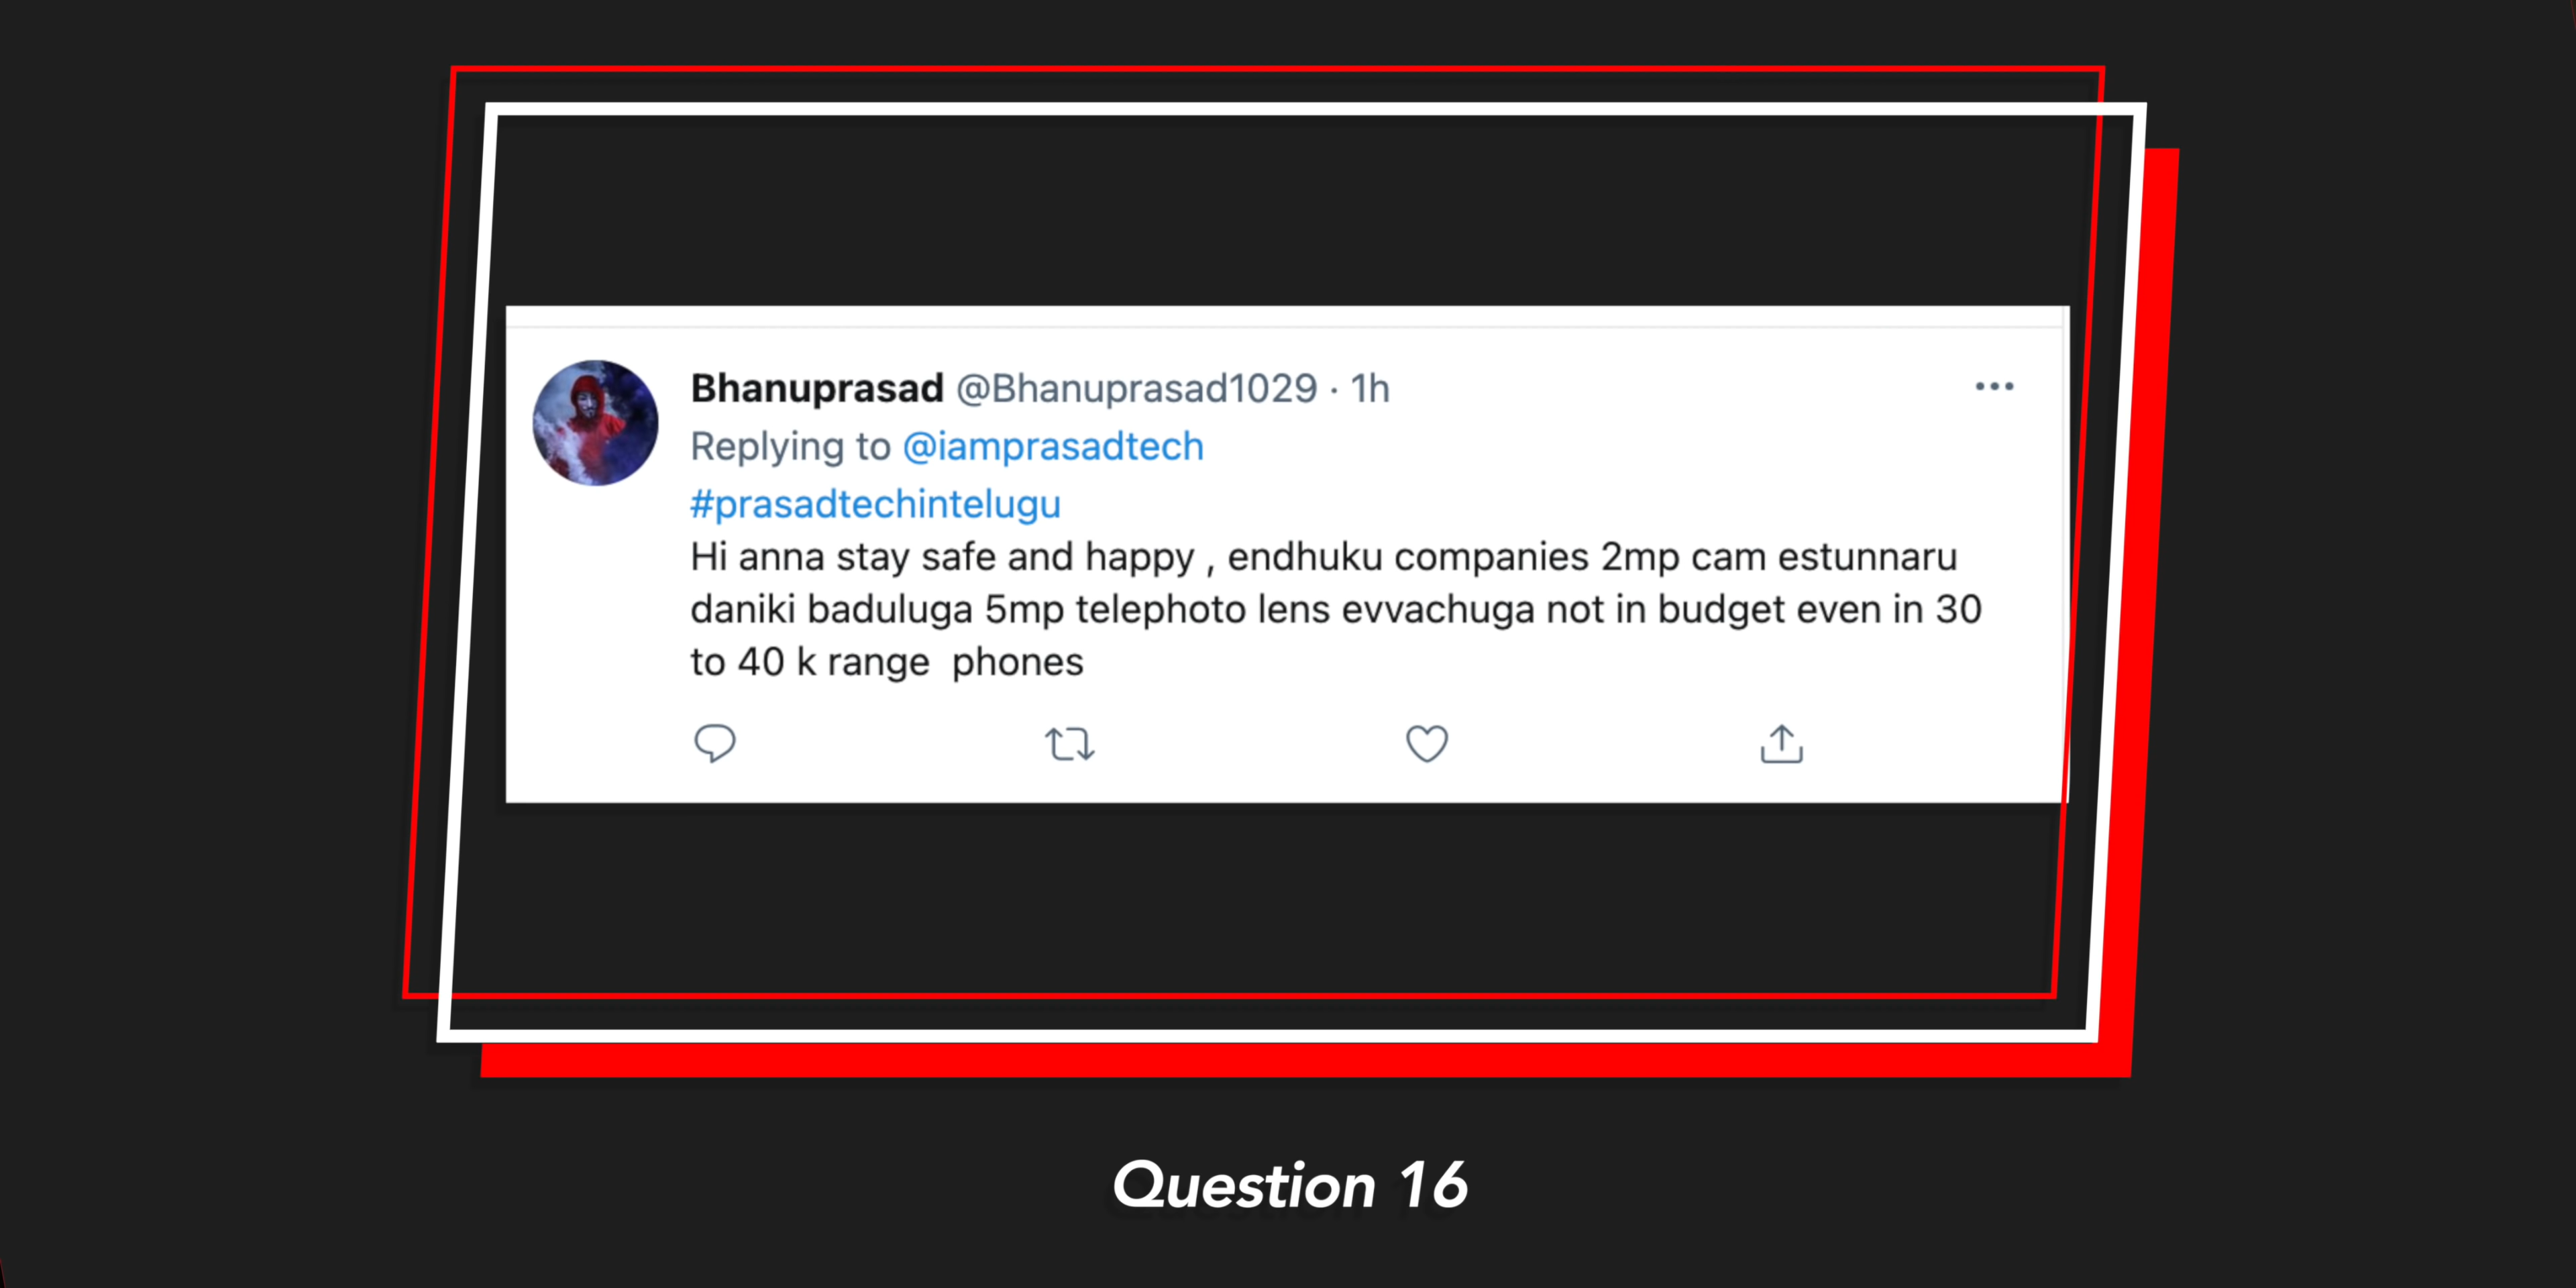 Bhanuprasad @Bhanuprasad1029 · 1h
Replying to @iamprasadtech
#prasadtechintelugu
Hi anna stay safe and happy , endhuku companies 2mp cam estunnaru
daniki baduluga 5mp telephoto lens evvachuga not in budget even in 30
to 40 k range  phones
Question 16